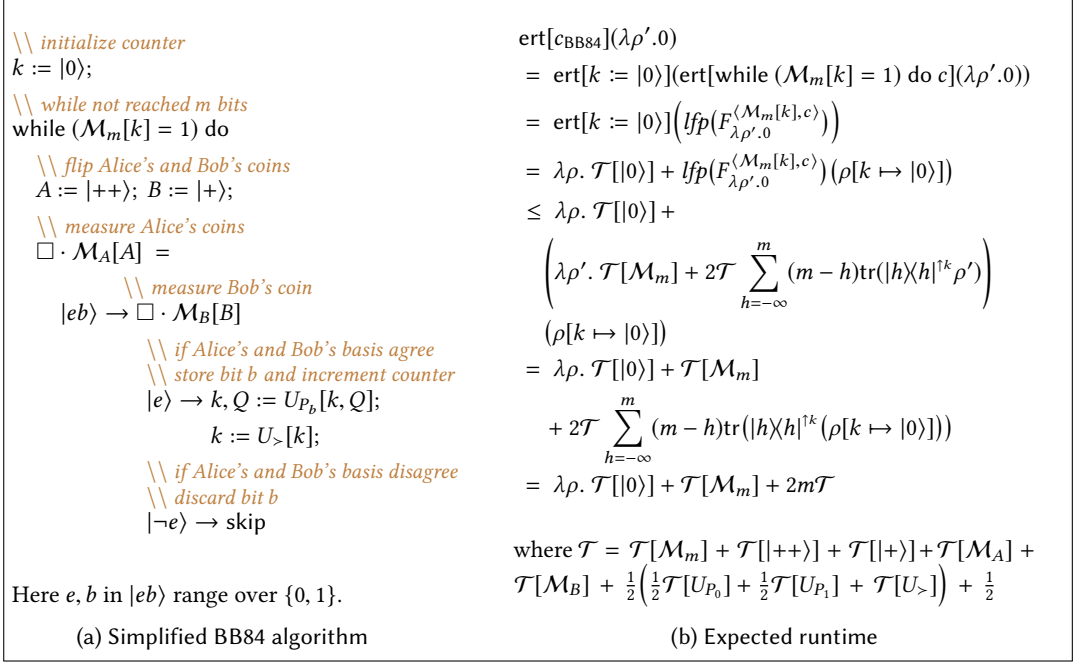 \\ initialize counter
k := |0⟩;
\\ while not reached m bits
while (ℳ_m[k] = 1) do
\\ flip Alice's and Bob's coins
A := |++⟩; B := |+⟩;
\\ measure Alice's coins
□ · ℳ_A[A] =
\\ measure Bob's coin
|eb⟩ → □ · ℳ_B[B]
\\ if Alice's and Bob's basis agree
\\ store bit b and increment counter
|e⟩ → k, Q := U_{P_b}[k, Q];
k := U_>[k];
\\ if Alice's and Bob's basis disagree
\\ discard bit b
|¬e⟩ → skip
Here e, b in |eb⟩ range over {0, 1}.
(a) Simplified BB84 algorithm
ert[c_{BB84}](λρ′.0)
= ert[k := |0⟩](ert[while (ℳ_m[k] = 1) do c](λρ′.0))
= ert[k := |0⟩](lfp(F^{⟨ℳ_m[k],c⟩}_{λρ′.0}))
= λρ. 𝒯[|0⟩] + lfp(F^{⟨ℳ_m[k],c⟩}_{λρ′.0})(ρ[k ↦ |0⟩])
≤ λρ. 𝒯[|0⟩] +
(λρ′. 𝒯[ℳ_m] + 2𝒯 ∑_{h=−∞}^{m} (m − h)tr(|h⟩⟨h|^{↑k} ρ′))
(ρ[k ↦ |0⟩])
= λρ. 𝒯[|0⟩] + 𝒯[ℳ_m]
+ 2𝒯 ∑_{h=−∞}^{m} (m − h)tr(|h⟩⟨h|^{↑k}(ρ[k ↦ |0⟩]))
= λρ. 𝒯[|0⟩] + 𝒯[ℳ_m] + 2m𝒯
where 𝒯 = 𝒯[ℳ_m] + 𝒯[|++⟩] + 𝒯[|+⟩] + 𝒯[ℳ_A] +
𝒯[ℳ_B] + ½(½𝒯[U_{P_0}] + ½𝒯[U_{P_1}] + 𝒯[U_>]) + ½
(b) Expected runtime